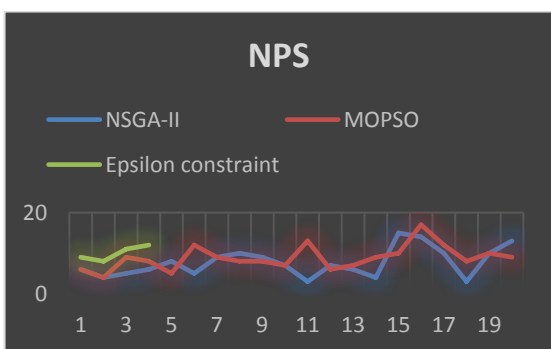 NPS
NSGA-II MOPSO
Epsilon constraint
20
0
1 3 5 7 9 11 13 15 17 19